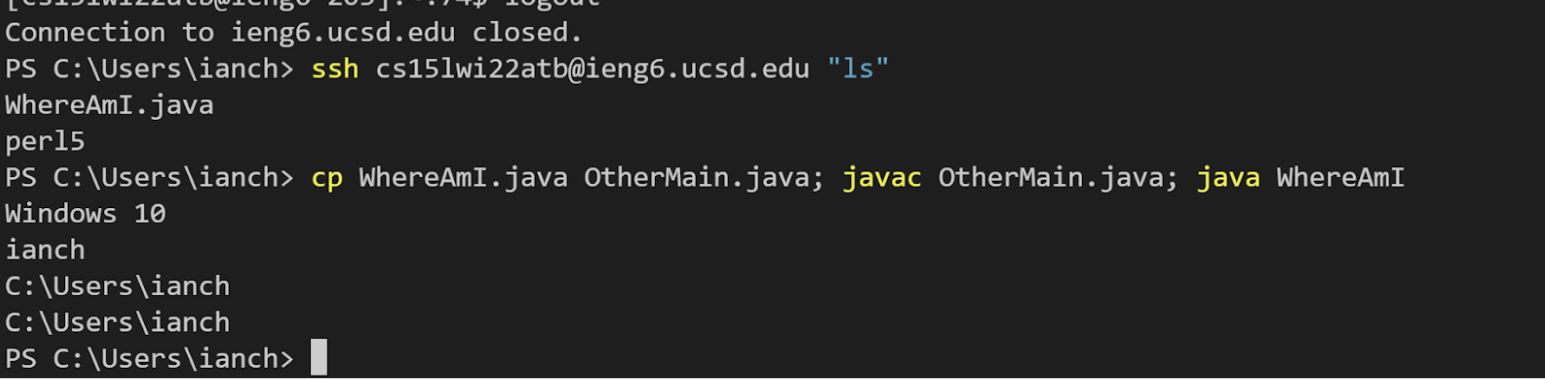 Connection to ieng6.ucsd.edu closed.
PS C:\Users\ianch> ssh cs15lwi22atb@ieng6.ucsd.edu "ls"
WhereAmI.java
perl5
PS C:\Users\ianch> cp WhereAmI.java OtherMain.java; javac OtherMain.java; java WhereAmI
Windows 10
ianch
C:\Users\ianch
C:\Users\ianch
PS C:\Users\ianch>